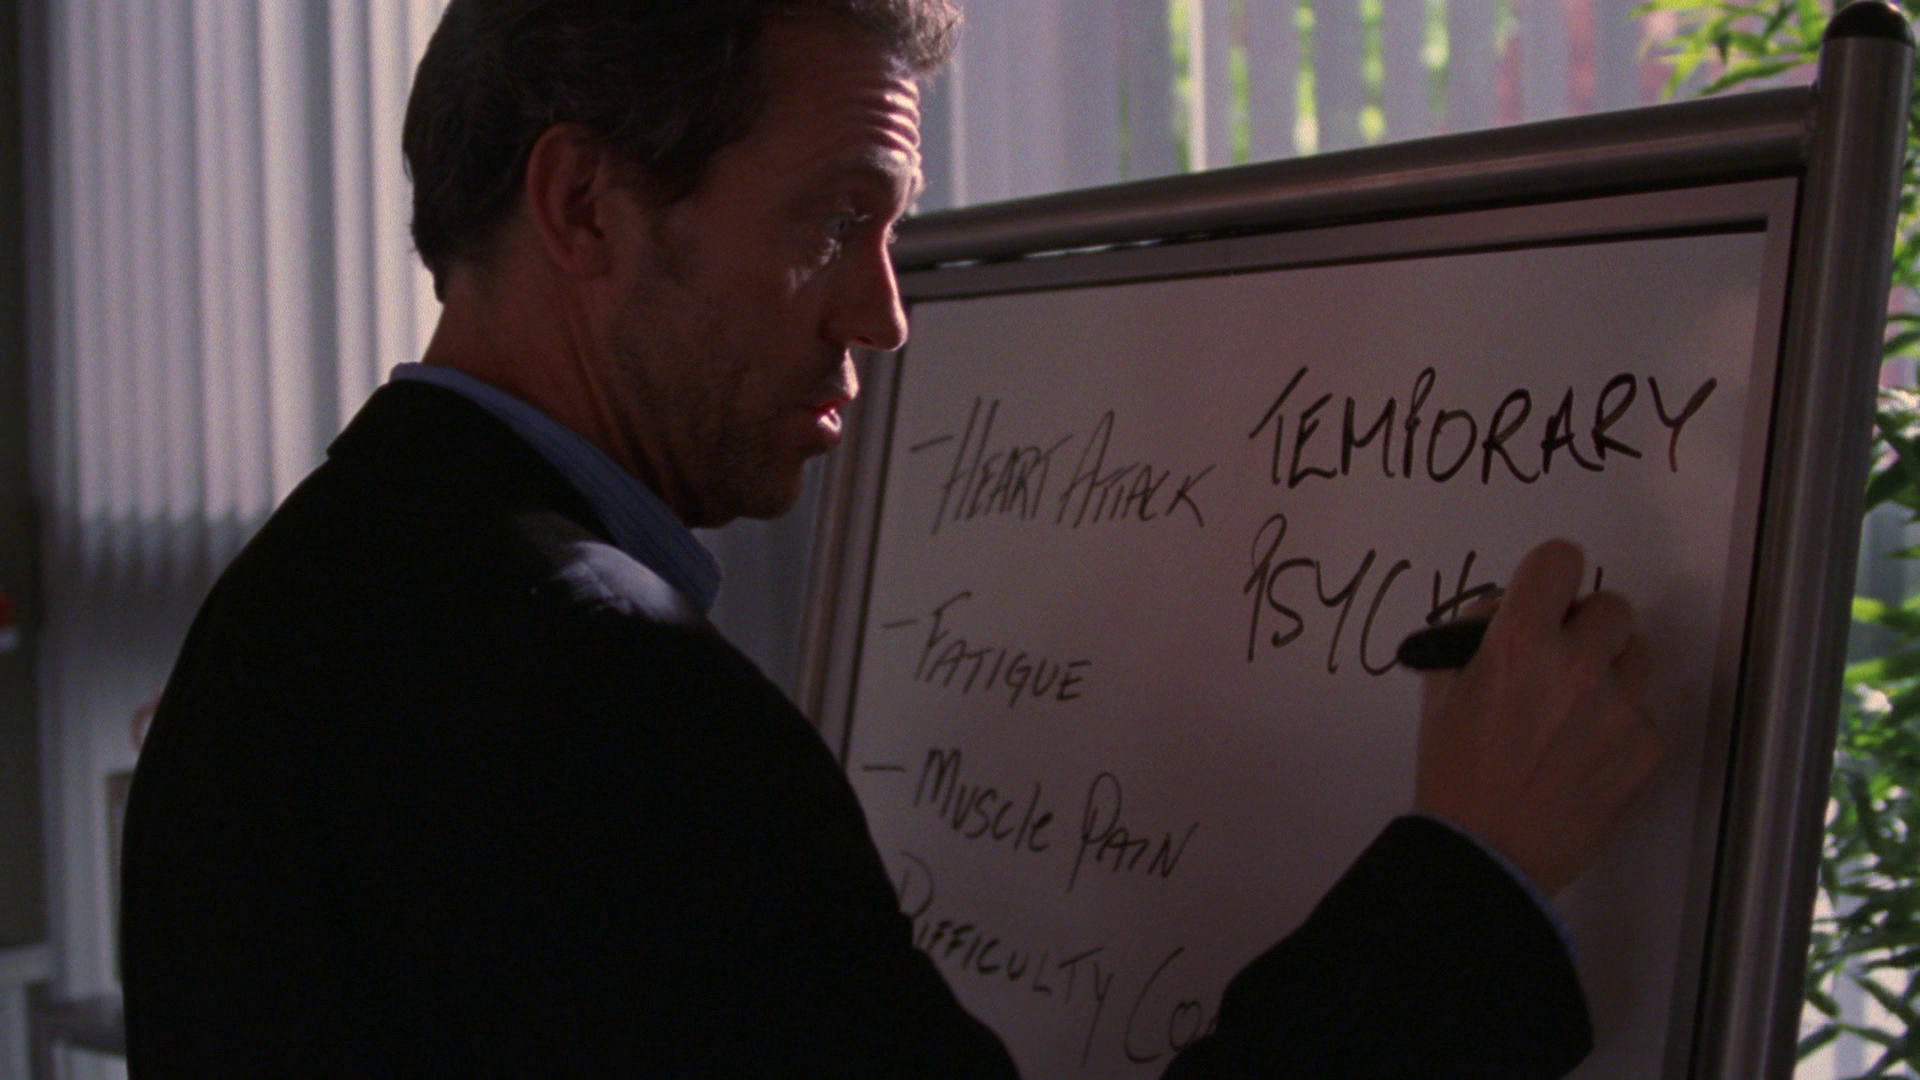 - HEART ATTACK
- FATIGUE
- MUSCLE PAIN
DIFFICULTY
TEMPORARY